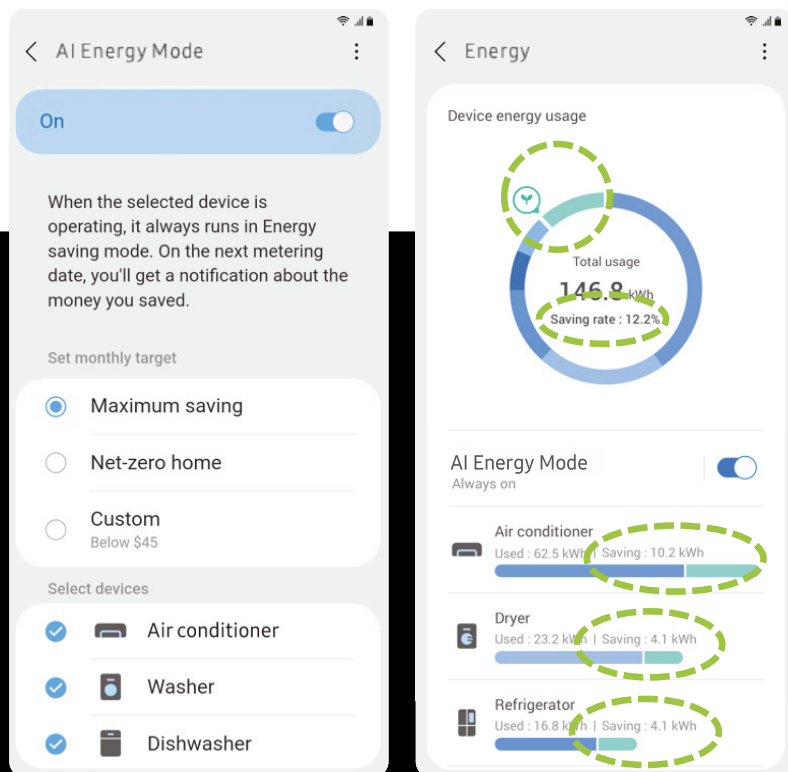 AI Energy Mode
On
When the selected device is
operating, it always runs in Energy
saving mode. On the next metering
date, you'll get a notification about the
money you saved.
Set monthly target
Maximum saving
Net-zero home
Custom
Below $45
Select devices
Air conditioner
Washer
Dishwasher
Energy
Device energy usage
Total usage
146.8 kWh
Saving rate : 12.2%
AI Energy Mode
Always on
Air conditioner
Used : 62.5 kWh | Saving : 10.2 kWh
Dryer
Used : 23.2 kWh | Saving : 4.1 kWh
Refrigerator
Used : 16.8 kWh | Saving : 4.1 kWh